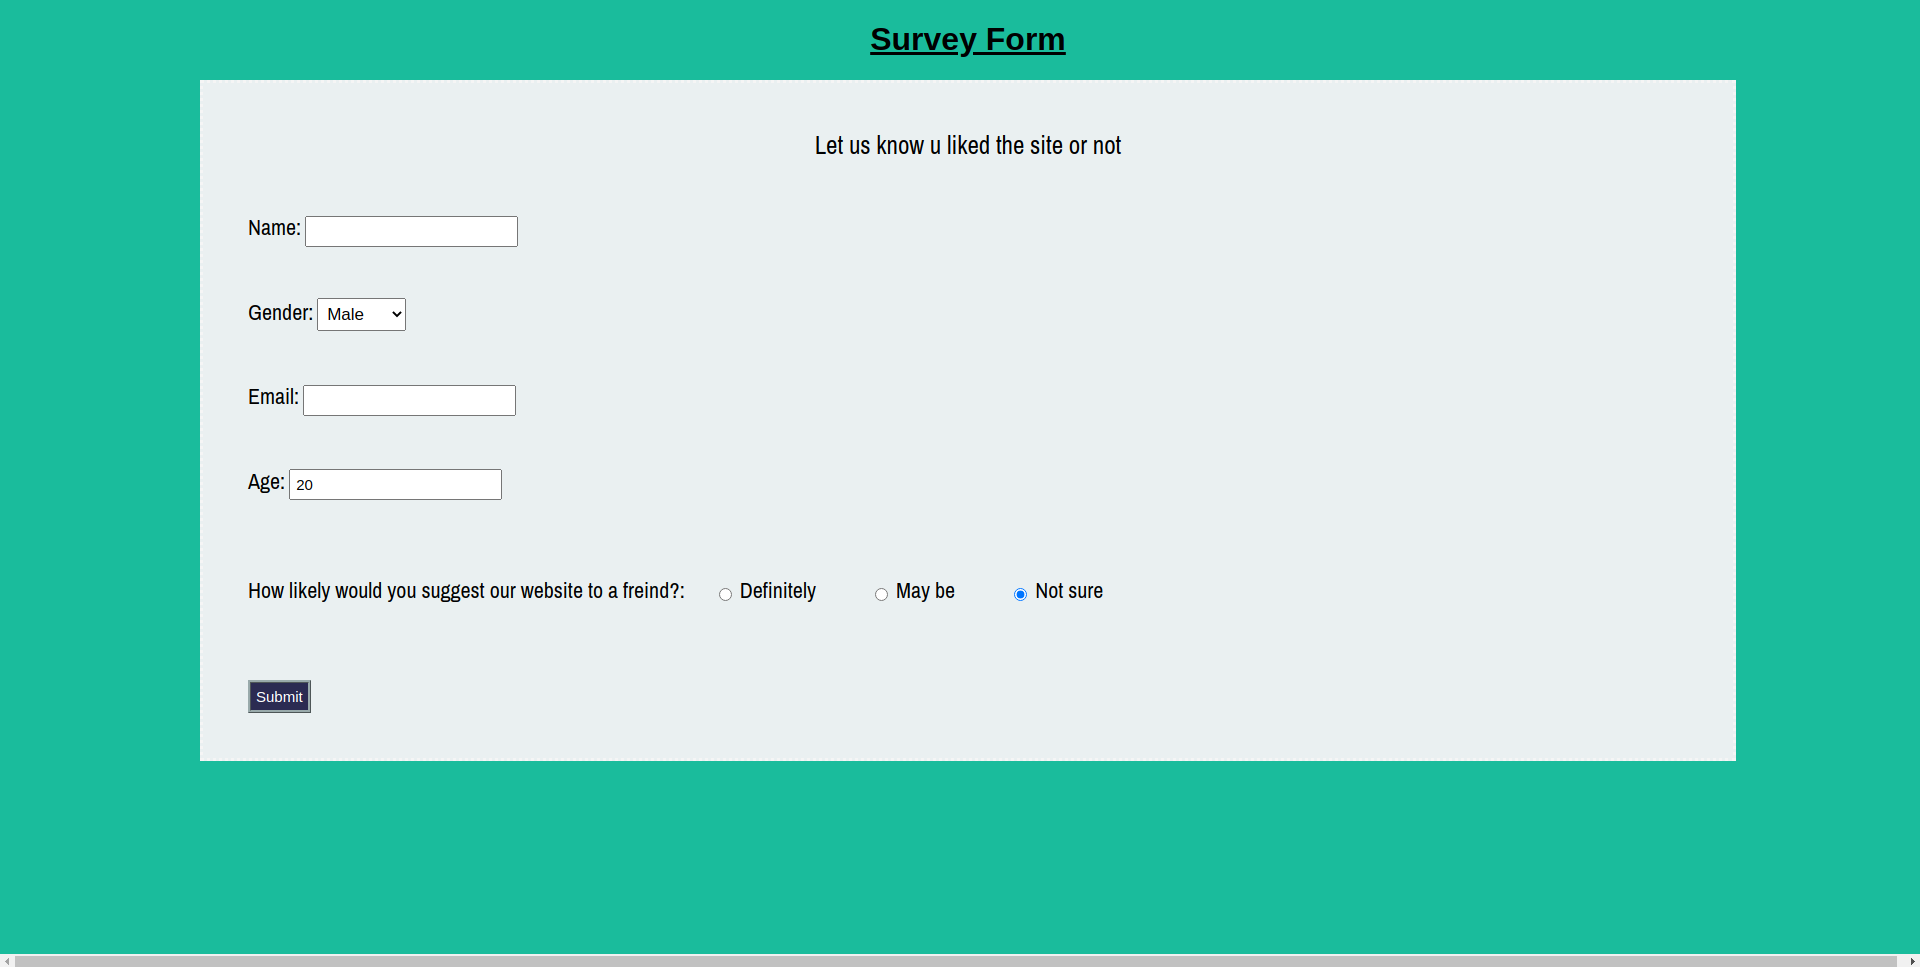 Survey Form
Let us know u liked the site or not
Name:
Gender: Male
Email:
Age: 20
How likely would you suggest our website to a freind?: Definitely May be Not sure
Submit